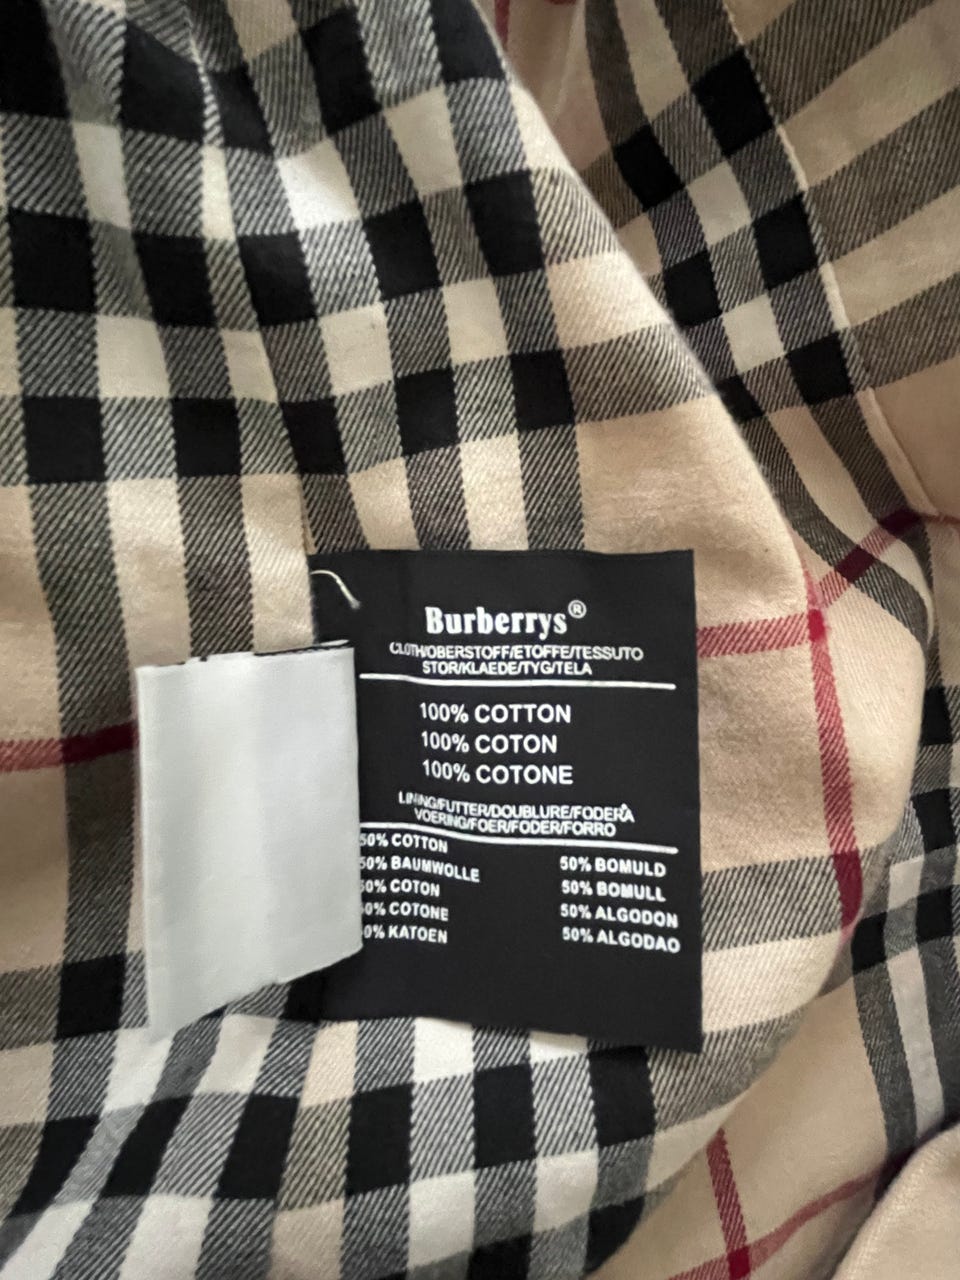 Burberrys®
CLOTH/OBERSTOFF/ETOFFE/TESSUTO
STOR/KLAEDE/TYG/TELA
100% COTTON
100% COTON
100% COTONE
LINING/FUTTER/DOUBLURE/FODERA
VOERING/FOER/FODER/FORRO
50% COTTON
50% BAUMWOLLE 50% BOMULD
50% COTON 50% BOMULL
0% COTONE 50% ALGODON
0% KATOEN 50% ALGODAO